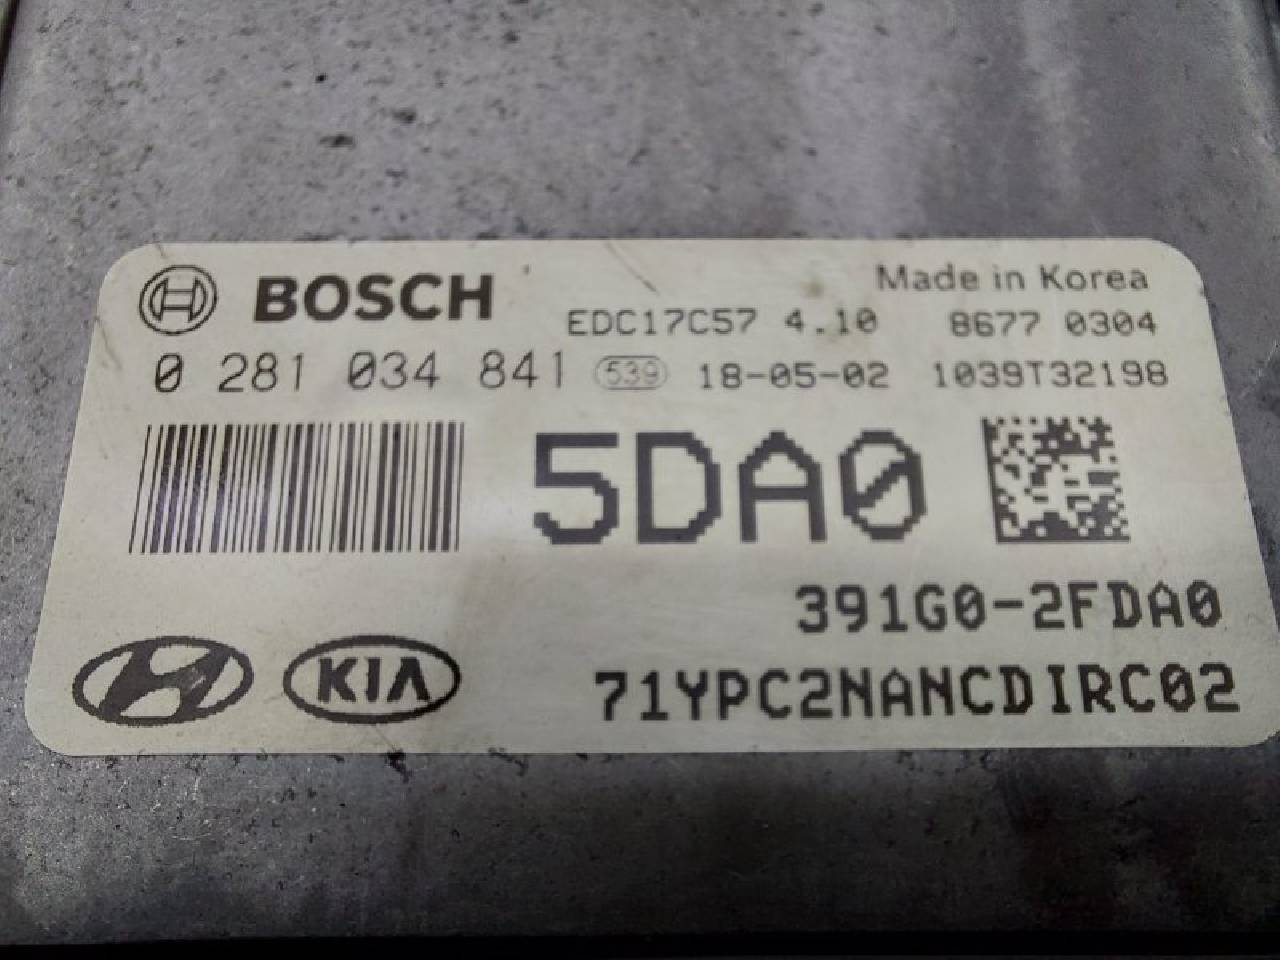 BOSCH
Made in Korea
EDC17C57 4.10 8677 0304
0 281 034 841 539 18-05-02 1039T32198
5DA0
391G0-2FDA0
KIA 71YPC2NANCDIRC02